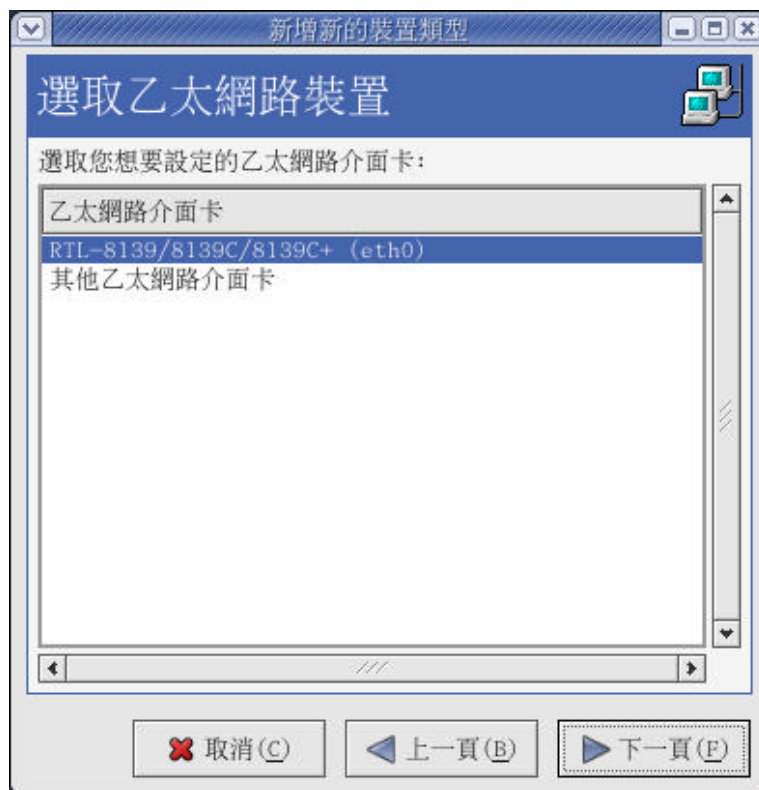 新增新的裝置類型
選取乙太網路裝置
選取您想要設定的乙太網路介面卡：
乙太網路介面卡
RTL-8139/8139C/8139C+ (eth0)
其他乙太網路介面卡
取消(C)
上一頁(B)
下一頁(F)